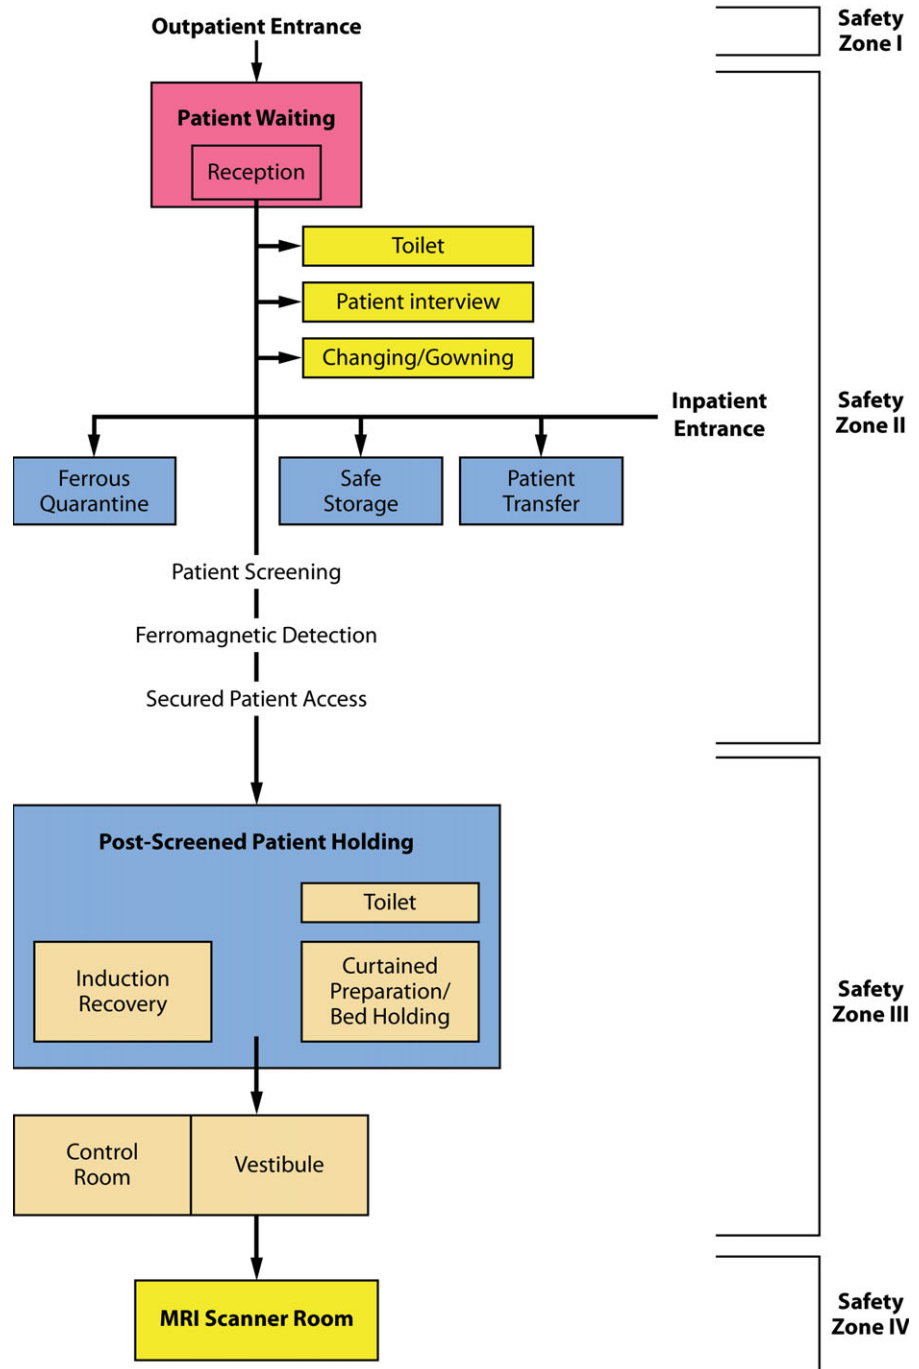 Outpatient Entrance
Safety
Zone I
Patient Waiting
Reception
Toilet
Patient interview
Changing/Gowning
Inpatient
Entrance
Safety
Zone II
Ferrous
Quarantine
Safe
Storage
Patient
Transfer
Patient Screening
Ferromagnetic Detection
Secured Patient Access
Post-Screened Patient Holding
Toilet
Induction
Recovery
Curtained
Preparation/
Bed Holding
Safety
Zone III
Control
Room
Vestibule
MRI Scanner Room
Safety
Zone IV